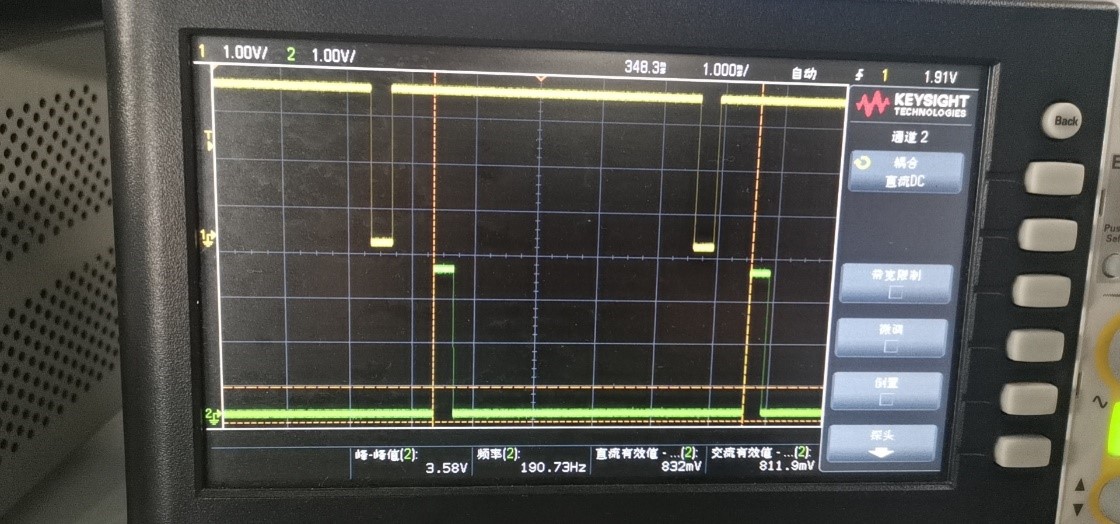 1 1.00V/ 2 1.00V/ 348.3 1.000 / 自动 1 1.91V
KEYSIGHT
TECHNOLOGIES
通道 2
耦合
直流DC
带宽限制
微调
倒置
探头
Back
T
1
2
峰-峰值(2): 频率(2): 直流有效值 - ...(2): 交流有效值 - ...(2):
3.58V 190.73Hz 832mV 811.9mV